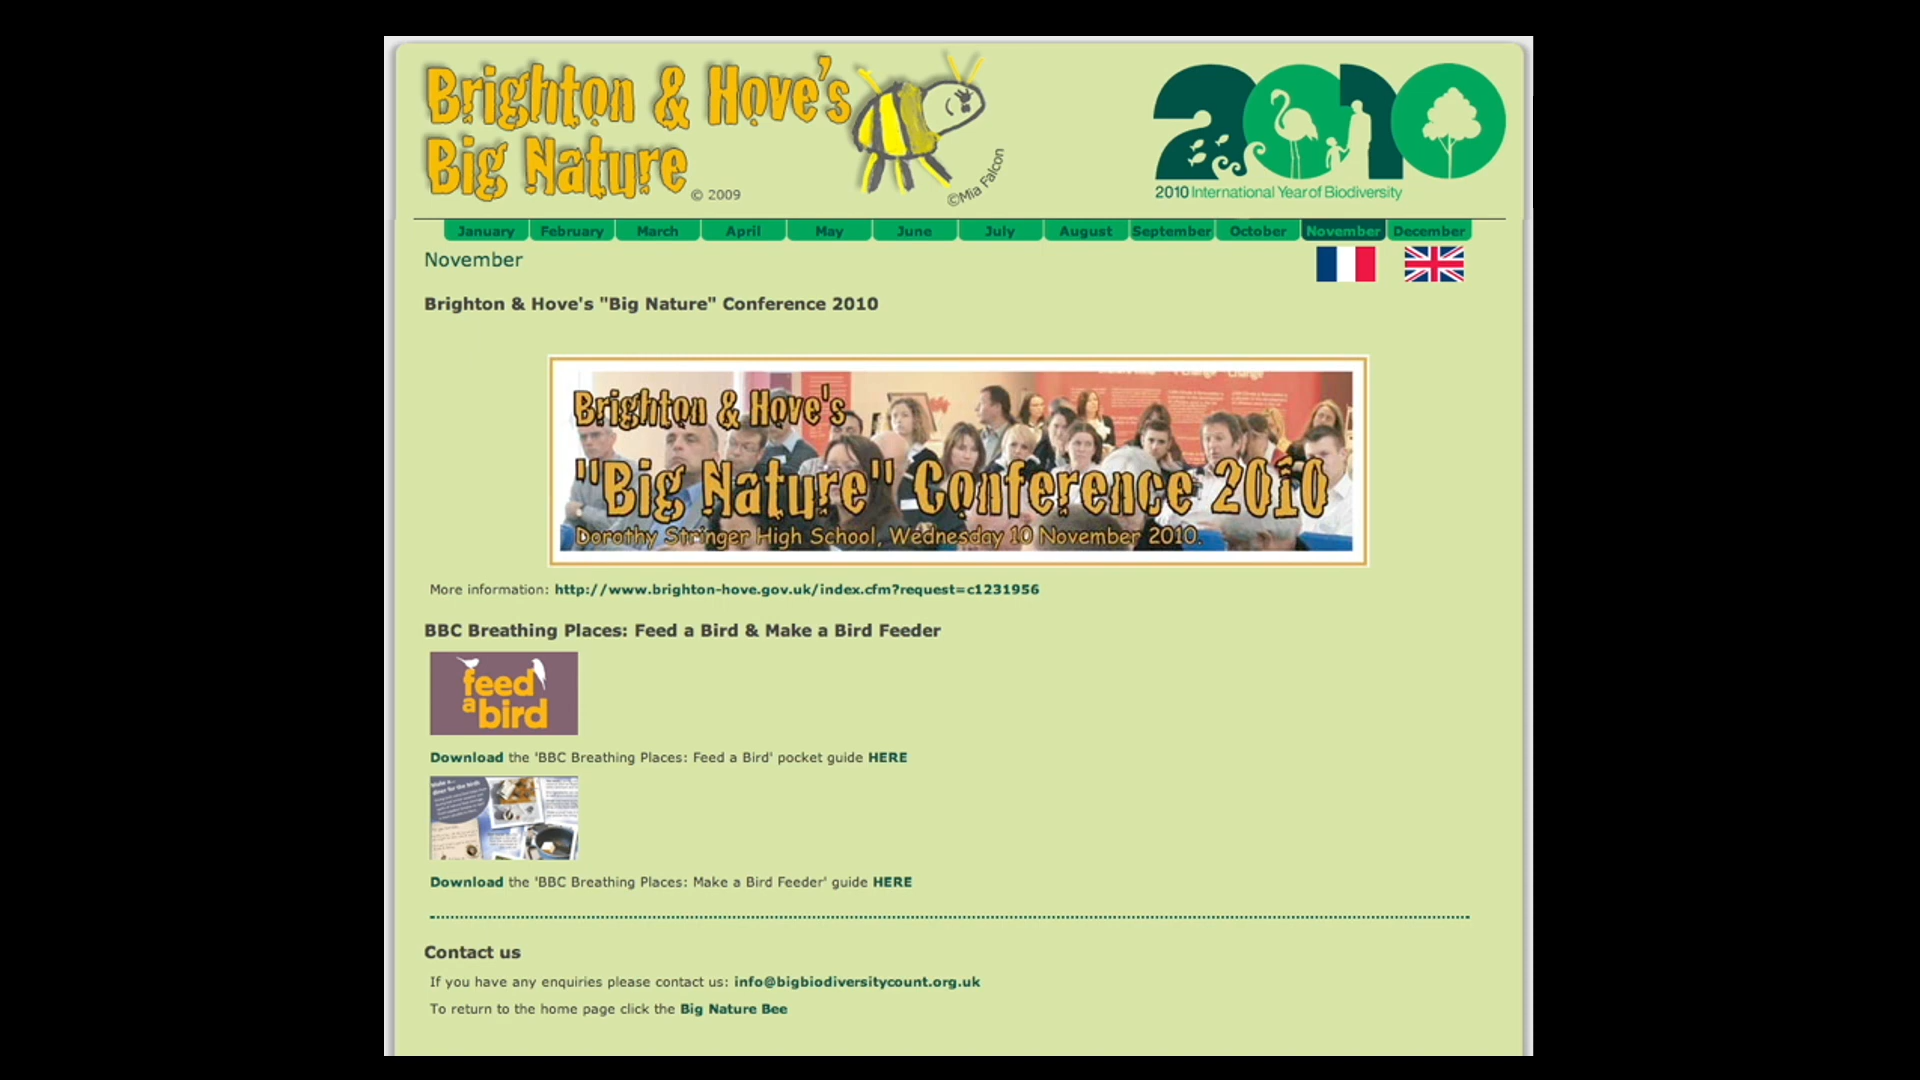 Brighton & Hove's
Big Nature
© 2009
©Mia Falcon
2010
2010 International Year of Biodiversity
January February March April May June July August September October November December
November
Brighton & Hove's "Big Nature" Conference 2010
Brighton & Hove's
"Big Nature" Conference 2010
Dorothy Stringer High School, Wednesday 10 November 2010.
More information: http://www.brighton-hove.gov.uk/index.cfm?request=c1231956
BBC Breathing Places: Feed a Bird & Make a Bird Feeder
feed
a bird
Download the 'BBC Breathing Places: Feed a Bird' pocket guide HERE
Download the 'BBC Breathing Places: Make a Bird Feeder' guide HERE
Contact us
If you have any enquiries please contact us: info@bigbiodiversitycount.org.uk
To return to the home page click the Big Nature Bee